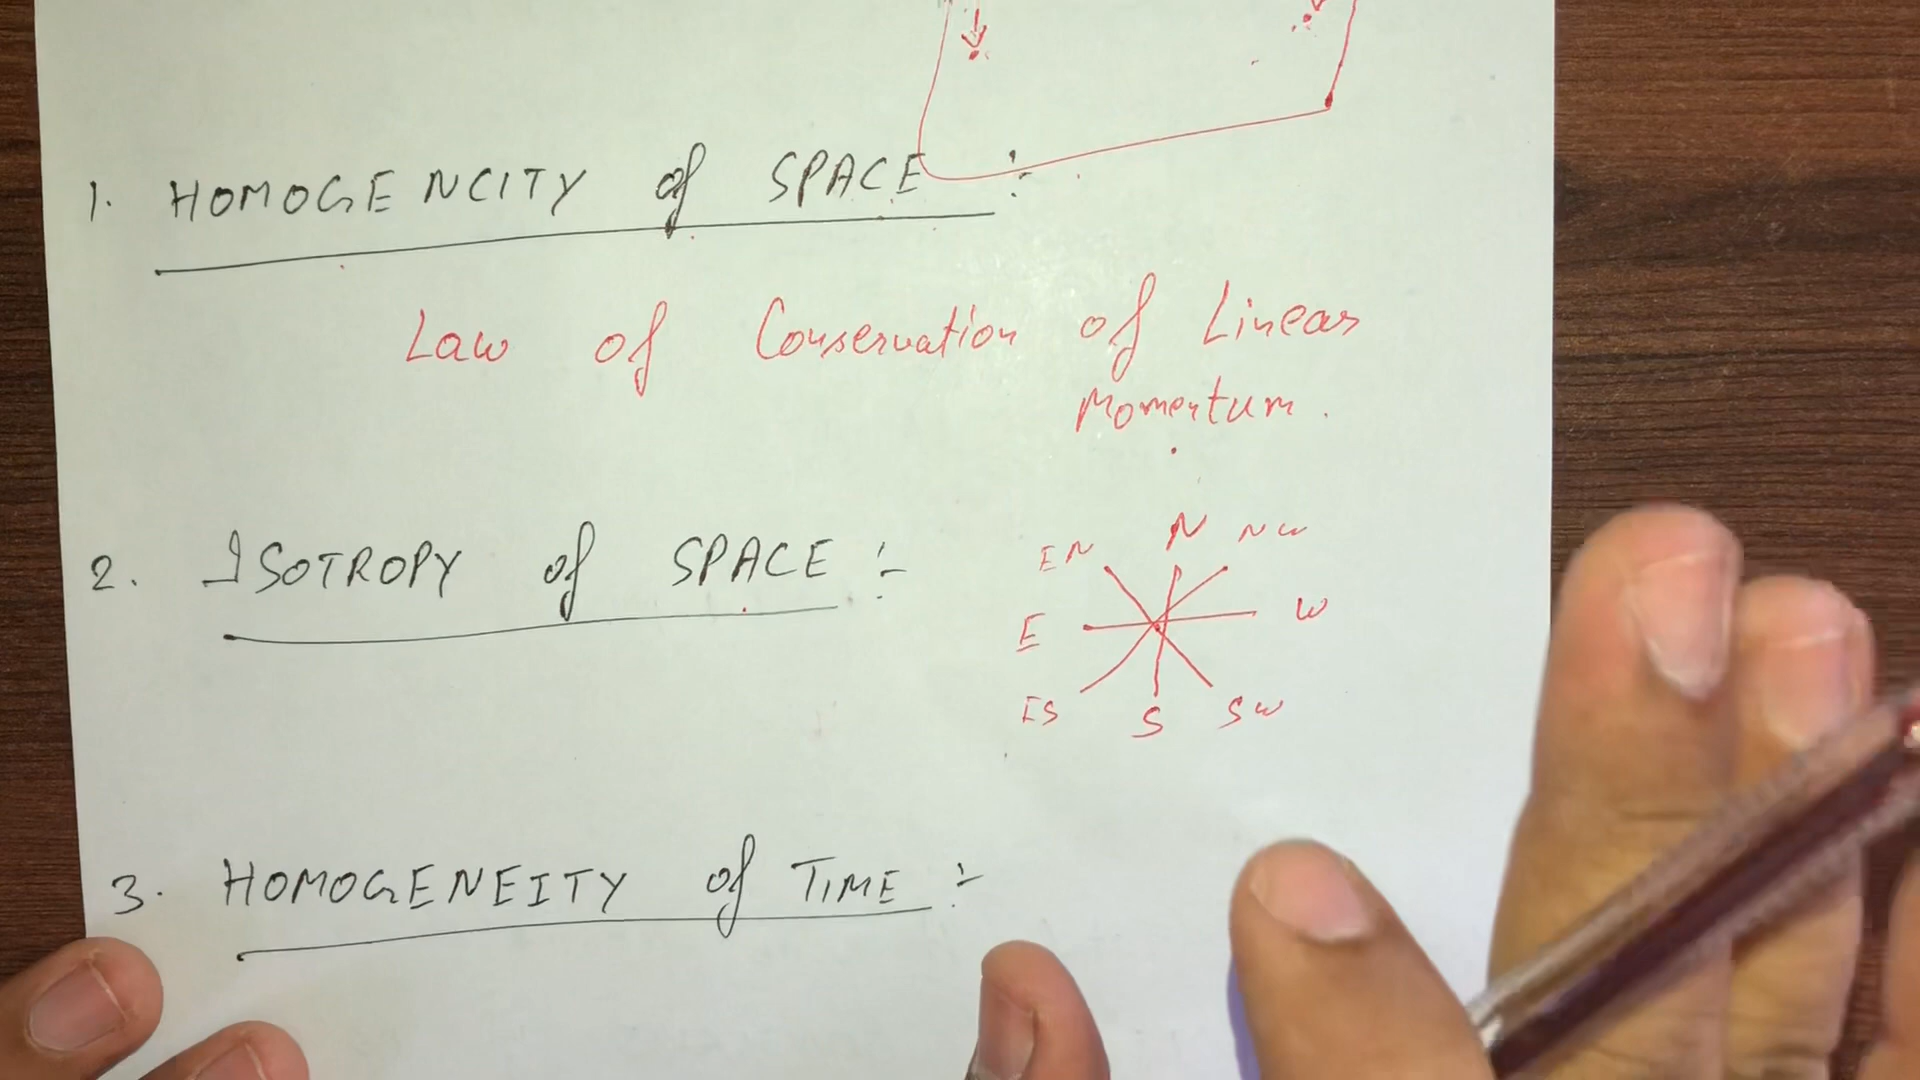 1. HOMOGENCITY of SPACE :
Law of Conservation of Linear
Momentum.
2. ISOTROPY of SPACE :-
EN N NW
E W
ES S SW
3. HOMOGENEITY of TIME :-